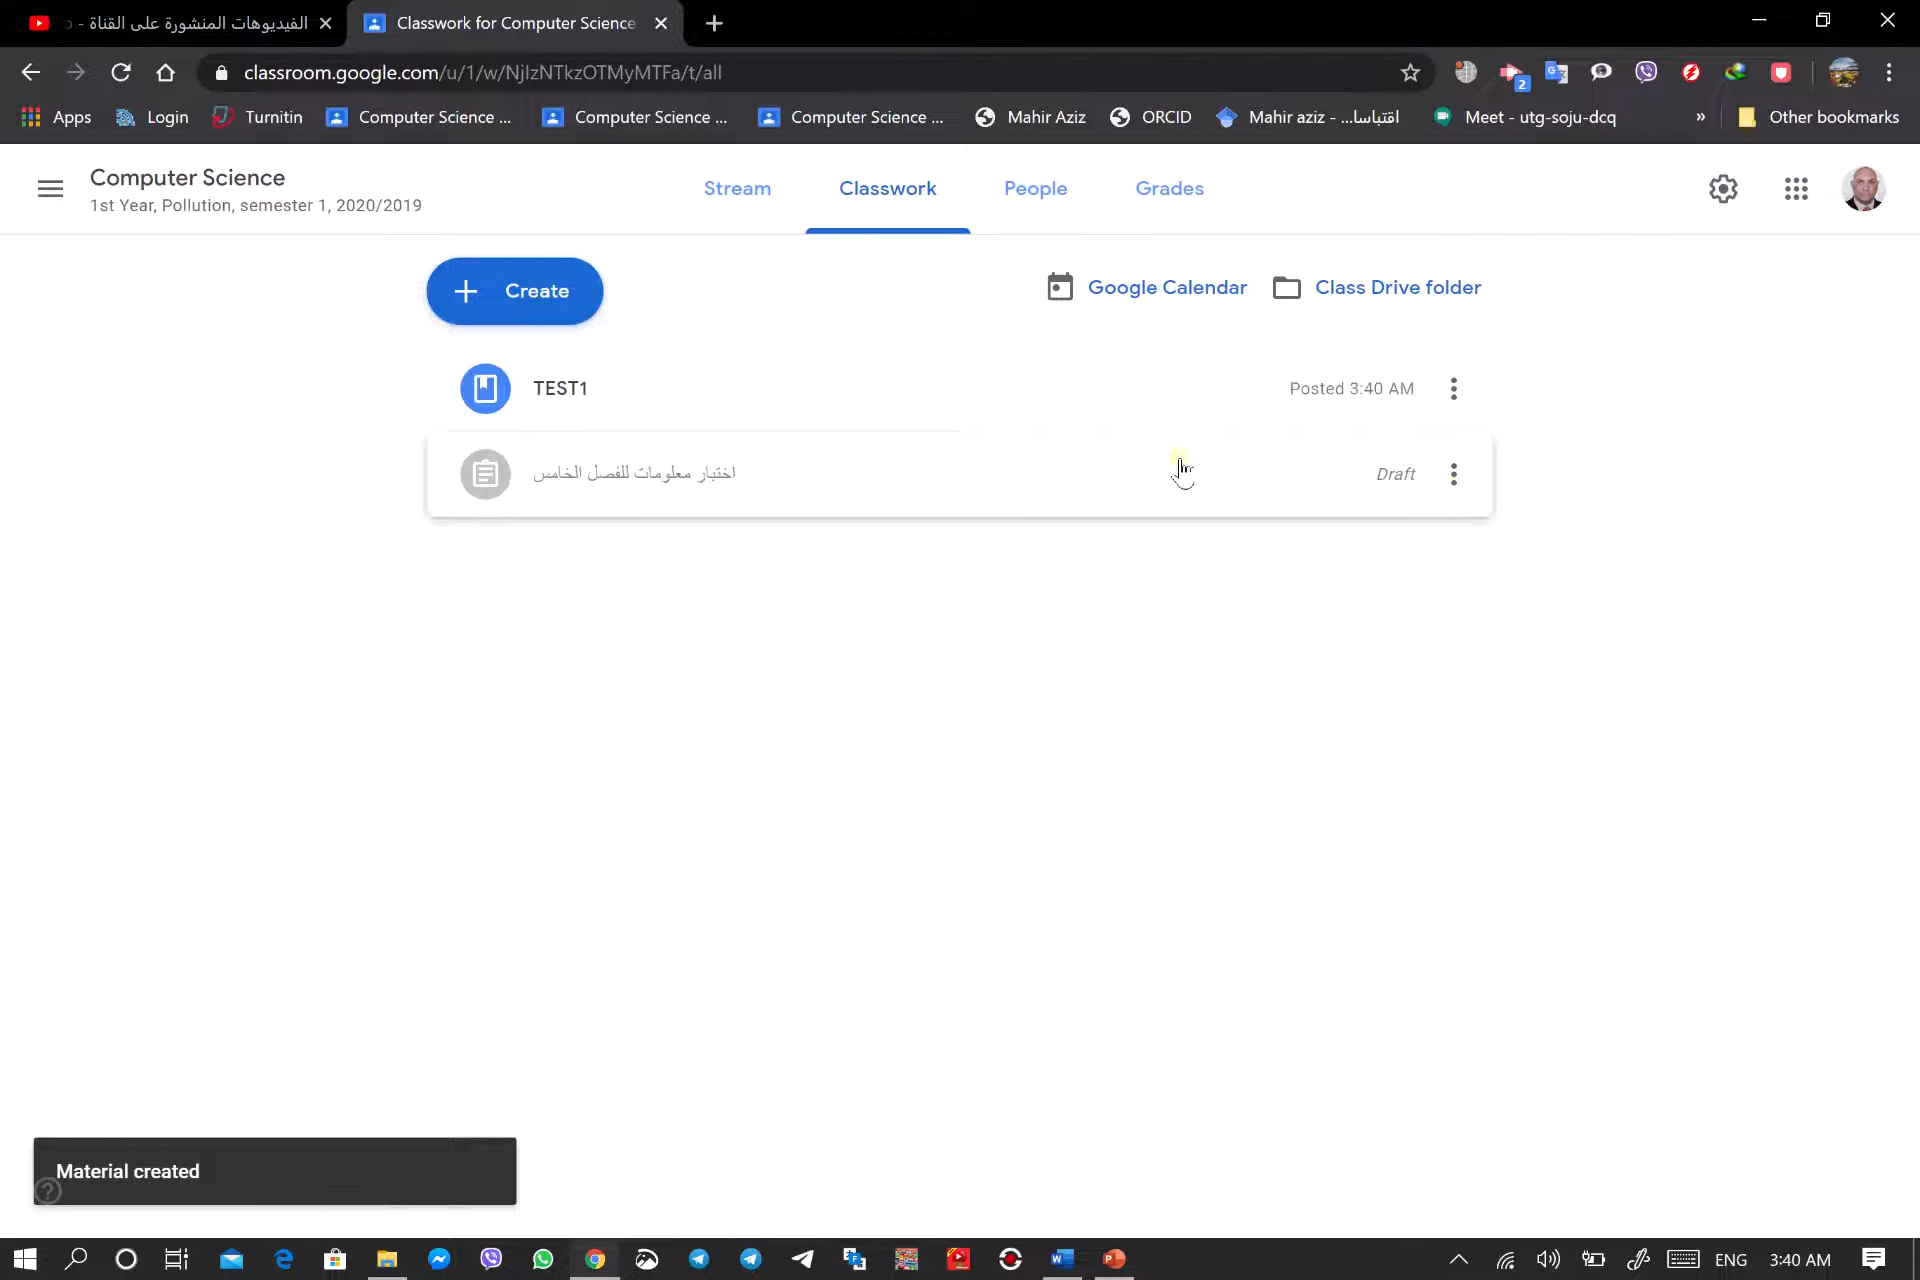 الفيديوهات المنشورة على القناة -
Classwork for Computer Science
classroom.google.com/u/1/w/NjIzNTkzOTMyMTFa/t/all
2
Apps
Login
Turnitin
Computer Science ...
Computer Science ...
Computer Science ...
Mahir Aziz
ORCID
Mahir aziz - ...اقتباسا
Meet - utg-soju-dcq
»
Other bookmarks
Computer Science
1st Year, Pollution, semester 1, 2020/2019
Stream
Classwork
People
Grades
Create
Google Calendar
Class Drive folder
TEST1
Posted 3:40 AM
اختبار معلومات للفصل الخامس
Draft
Material created
ENG
3:40 AM